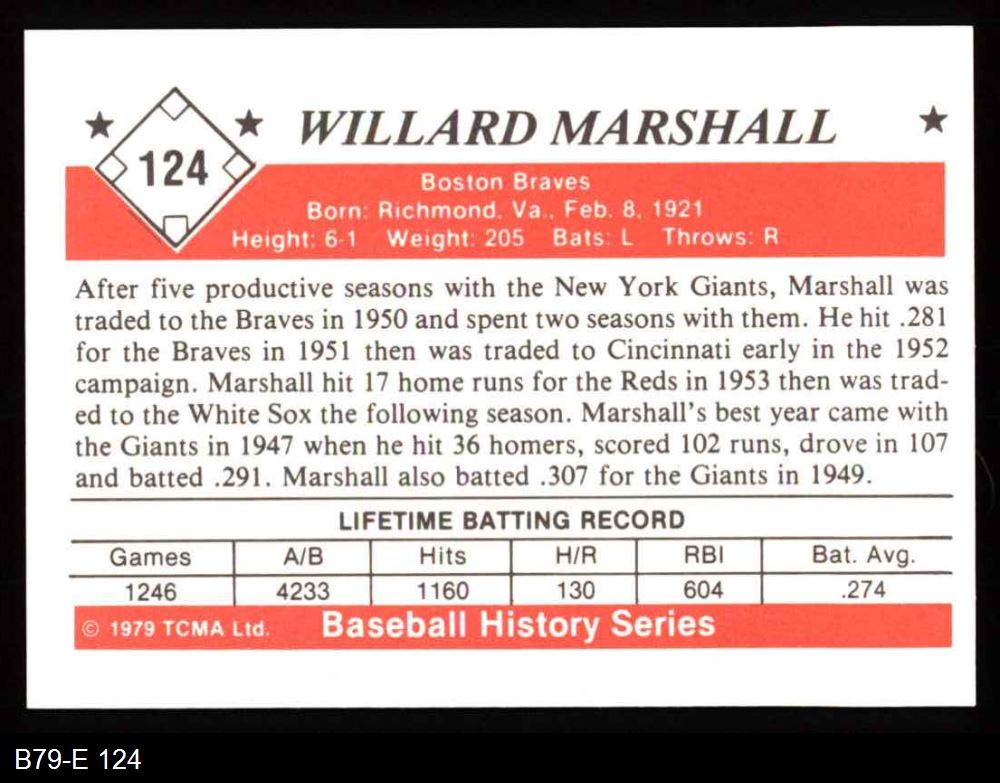 124
WILLARD MARSHALL
Boston Braves
Born: Richmond, Va., Feb. 8, 1921
Height: 6-1 Weight: 205 Bats: L Throws: R
After five productive seasons with the New York Giants, Marshall was
traded to the Braves in 1950 and spent two seasons with them. He hit .281
for the Braves in 1951 then was traded to Cincinnati early in the 1952
campaign. Marshall hit 17 home runs for the Reds in 1953 then was trad-
ed to the White Sox the following season. Marshall's best year came with
the Giants in 1947 when he hit 36 homers, scored 102 runs, drove in 107
and batted .291. Marshall also batted .307 for the Giants in 1949.
LIFETIME BATTING RECORD
Games A/B Hits H/R RBI Bat. Avg.
1246 4233 1160 130 604 .274
© 1979 TCMA Ltd. Baseball History Series
B79-E 124